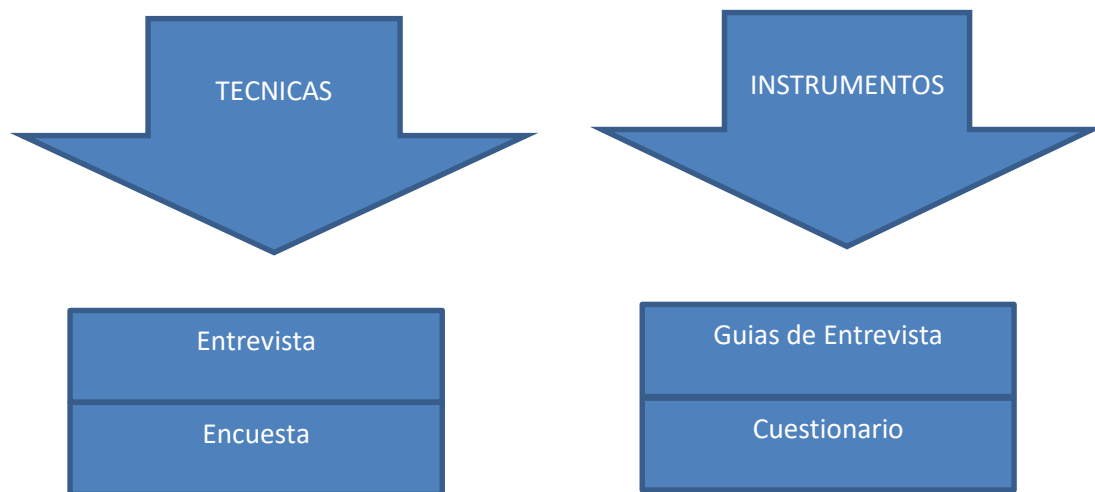 TECNICAS
INSTRUMENTOS
Entrevista
Encuesta
Guias de Entrevista
Cuestionario